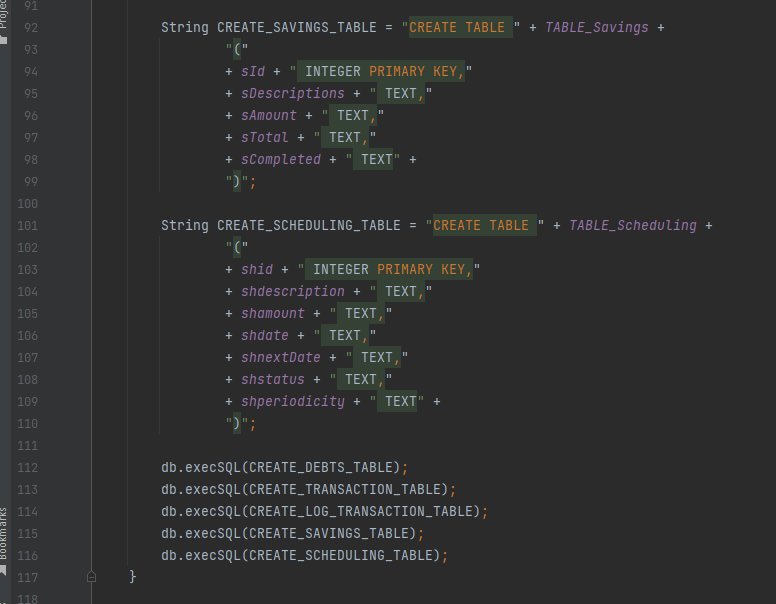 Project
91
92 String CREATE_SAVINGS_TABLE = "CREATE TABLE " + TABLE_Savings +
93 "("
94 + sId + " INTEGER PRIMARY KEY,"
95 + sDescriptions + " TEXT,"
96 + sAmount + " TEXT,"
97 + sTotal + " TEXT,"
98 + sCompleted + " TEXT" +
99 ")";
100
101 String CREATE_SCHEDULING_TABLE = "CREATE TABLE " + TABLE_Scheduling +
102 "("
103 + shid + " INTEGER PRIMARY KEY,"
104 + shdescription + " TEXT,"
105 + shamount + " TEXT,"
106 + shdate + " TEXT,"
107 + shnextDate + " TEXT,"
108 + shstatus + " TEXT,"
109 + shperiodicity + " TEXT" +
110 ")";
111
112 db.execSQL(CREATE_DEBTS_TABLE);
113 db.execSQL(CREATE_TRANSACTION_TABLE);
114 db.execSQL(CREATE_LOG_TRANSACTION_TABLE);
115 db.execSQL(CREATE_SAVINGS_TABLE);
116 db.execSQL(CREATE_SCHEDULING_TABLE);
117 }
118
Bookmarks